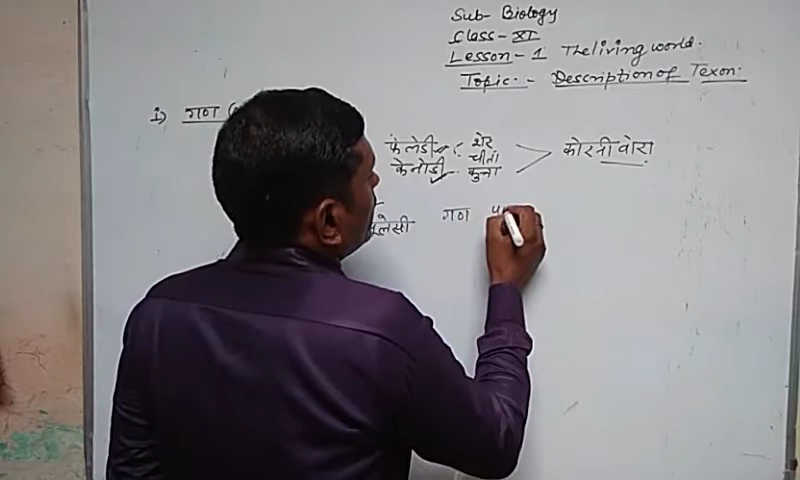 Sub- Biology
Class- XI
Lesson- 1 The living world.
Topic:- Description of Texon.
i) गण
फेलेडी शेर
चीता
केनोडी कुत्ता
कोरनीवोरा
गण